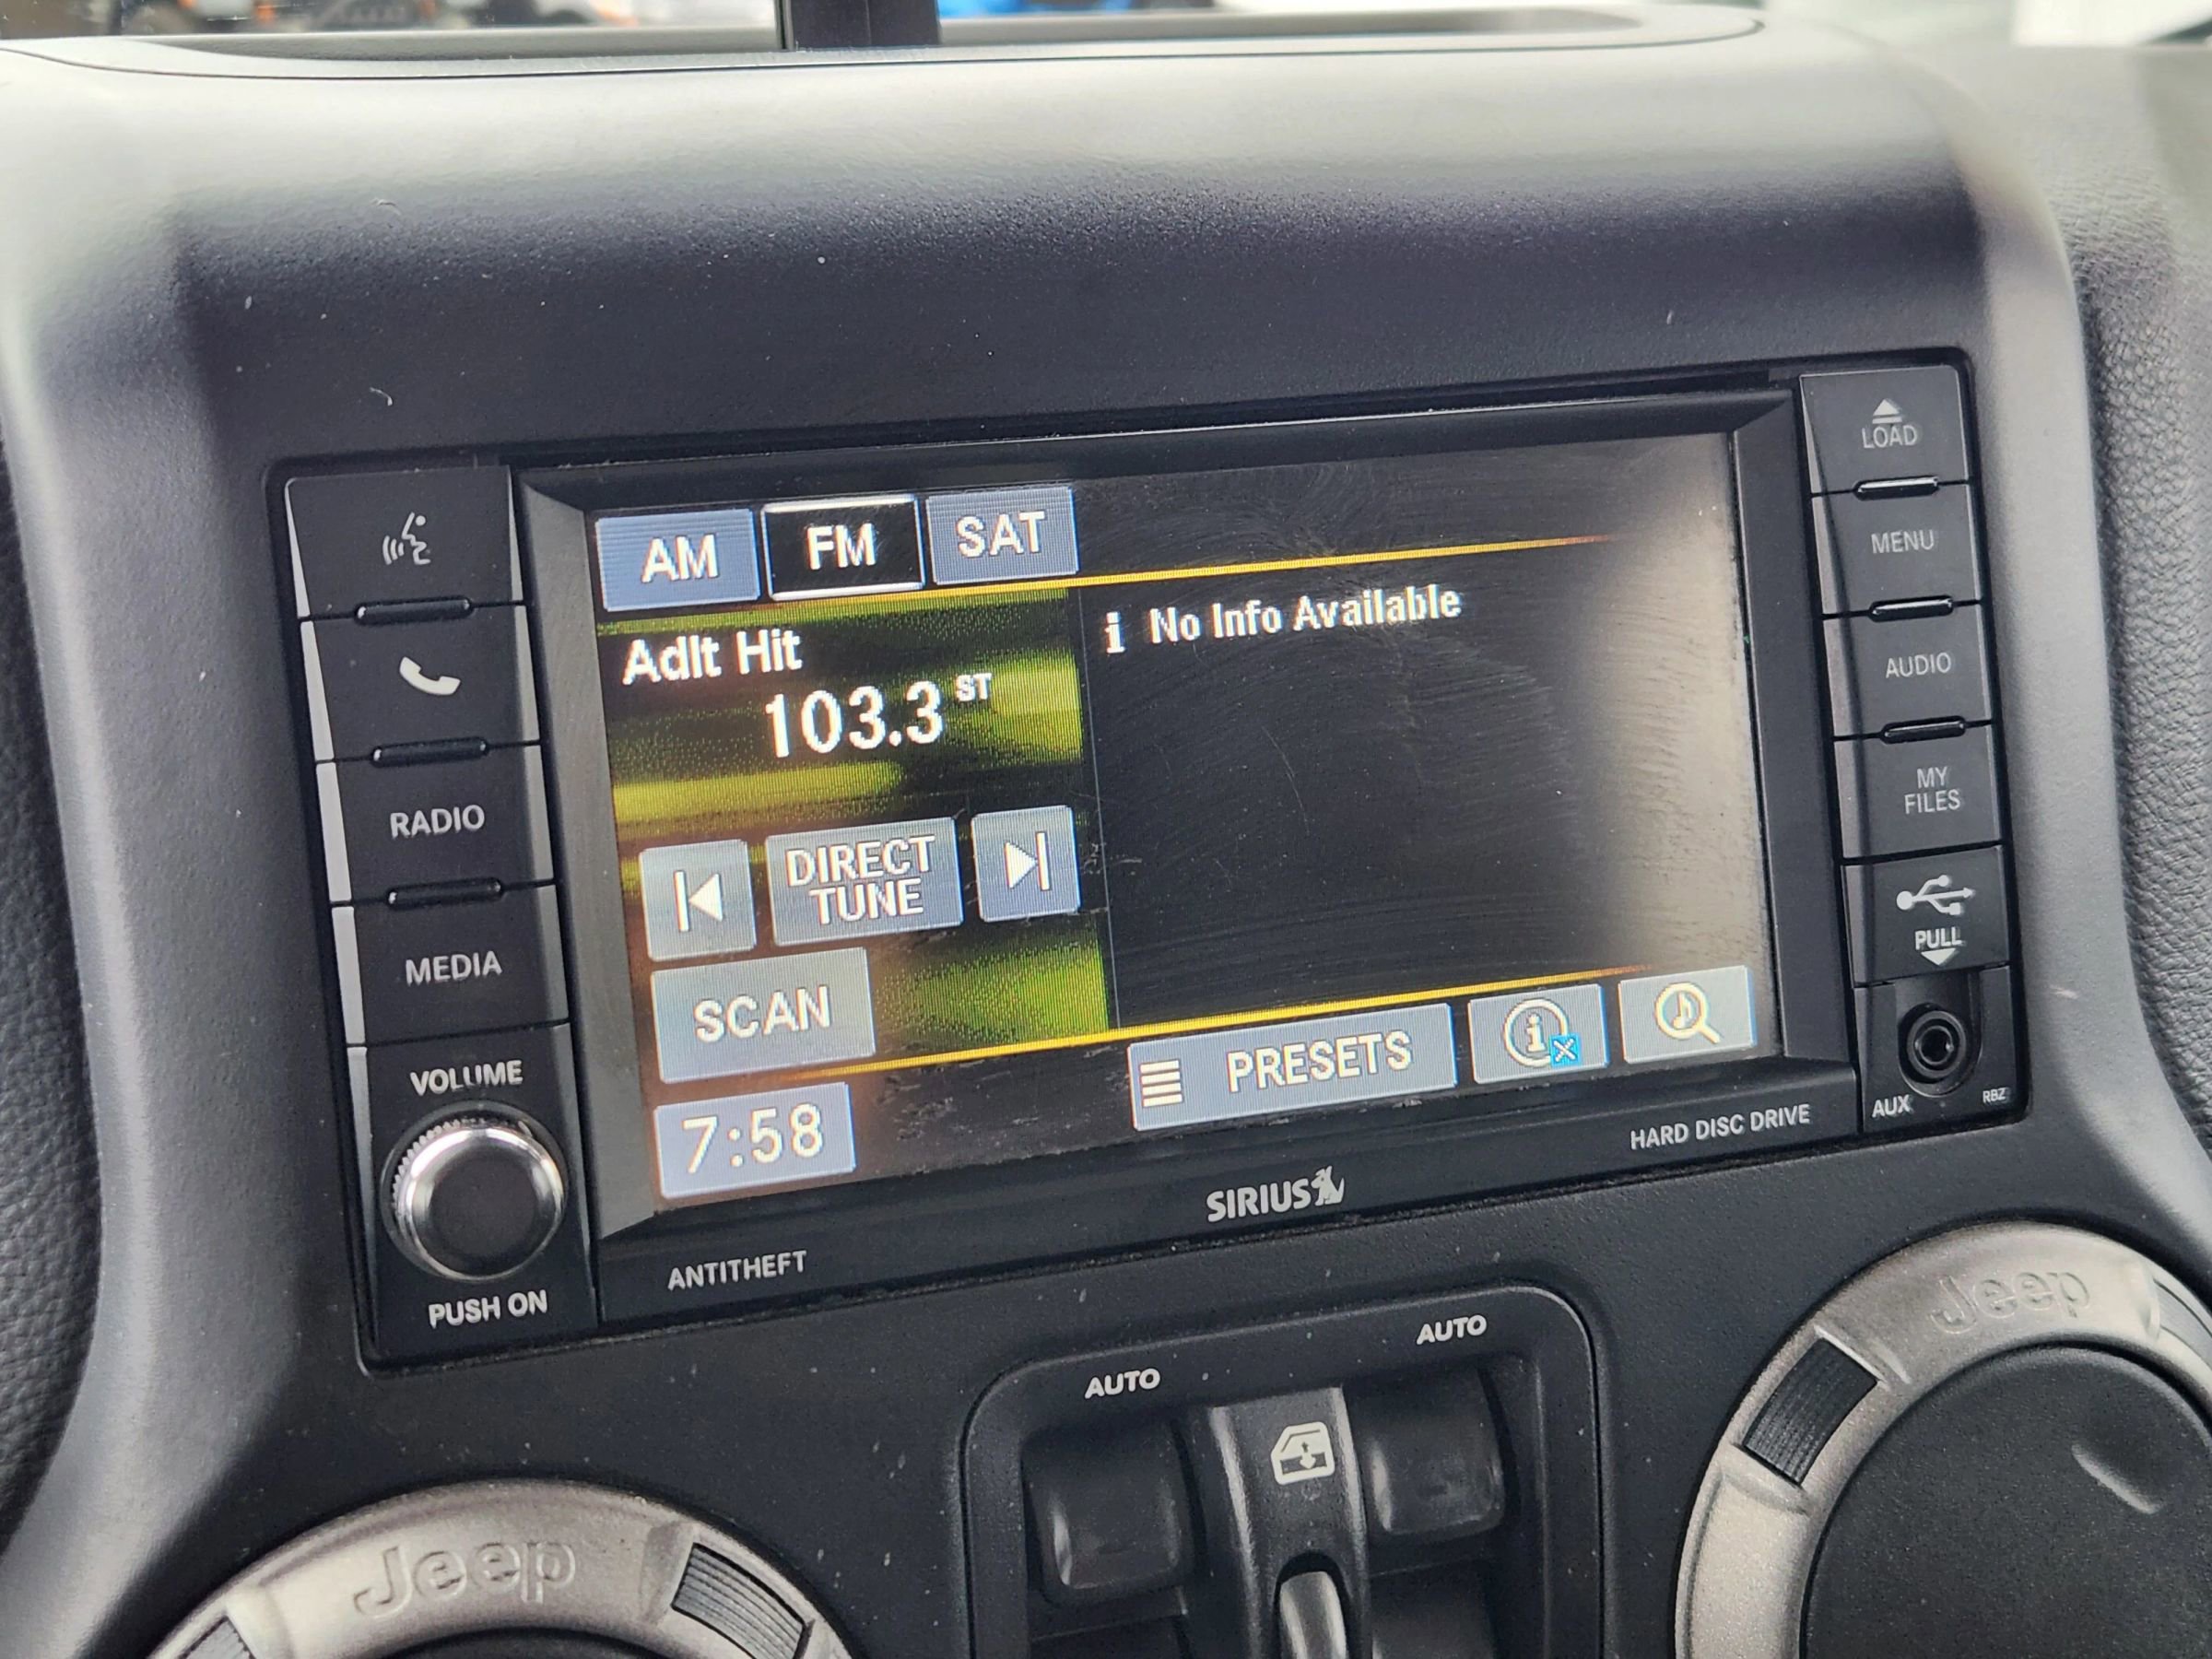 AM
FM
SAT
Adlt Hit
103.3 ST
i No Info Available
DIRECT
TUNE
SCAN
PRESETS
i
7:58
RADIO
MEDIA
VOLUME
PUSH ON
ANTITHEFT
SIRIUS
HARD DISC DRIVE
LOAD
MENU
AUDIO
MY
FILES
PULL
AUX
RBZ
AUTO
AUTO
Jeep
Jeep